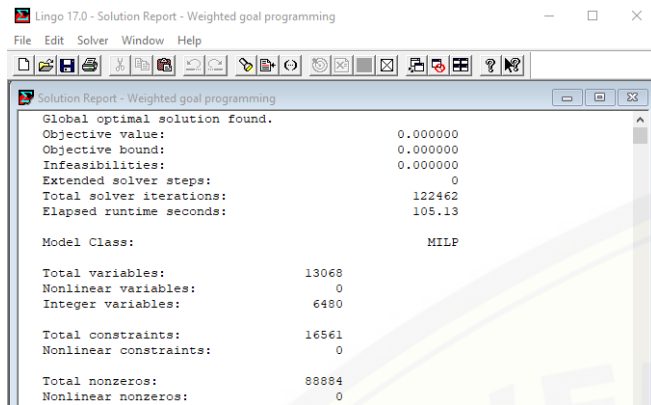 Lingo 17.0 - Solution Report - Weighted goal programming
File Edit Solver Window Help
Solution Report - Weighted goal programming
Global optimal solution found.
Objective value: 0.000000
Objective bound: 0.000000
Infeasibilities: 0.000000
Extended solver steps: 0
Total solver iterations: 122462
Elapsed runtime seconds: 105.13
Model Class: MILP
Total variables: 13068
Nonlinear variables: 0
Integer variables: 6480
Total constraints: 16561
Nonlinear constraints: 0
Total nonzeros: 88884
Nonlinear nonzeros: 0